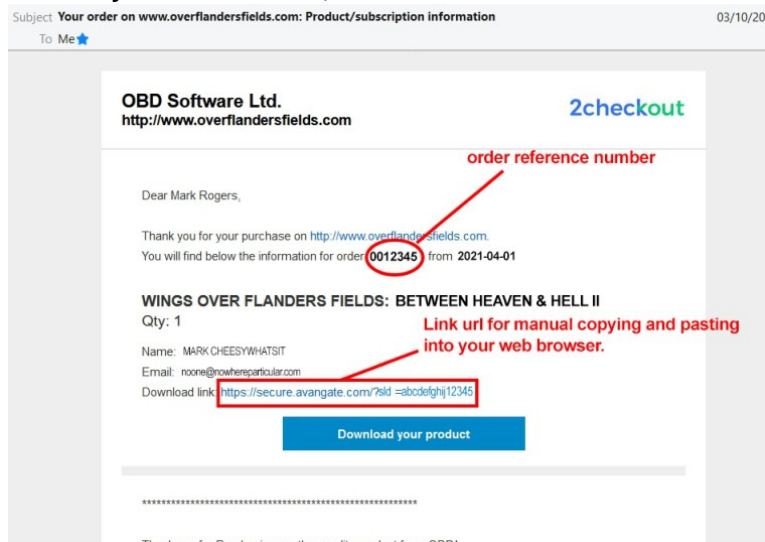 Subject Your order on www.overflandersfields.com: Product/subscription information 03/10/20
To Me
OBD Software Ltd.
http://www.overflandersfields.com
2checkout
order reference number
Dear Mark Rogers,
Thank you for your purchase on http://www.overflandersfields.com.
You will find below the information for order 0012345 from 2021-04-01
WINGS OVER FLANDERS FIELDS: BETWEEN HEAVEN & HELL II
Qty: 1
Link url for manual copying and pasting
into your web browser.
Name: MARK CHEESYWHATSIT
Email: noone@nowhereparticular.com
Download link: https://secure.avangate.com/?sld =abcdefghij12345
Download your product
*********************************************************